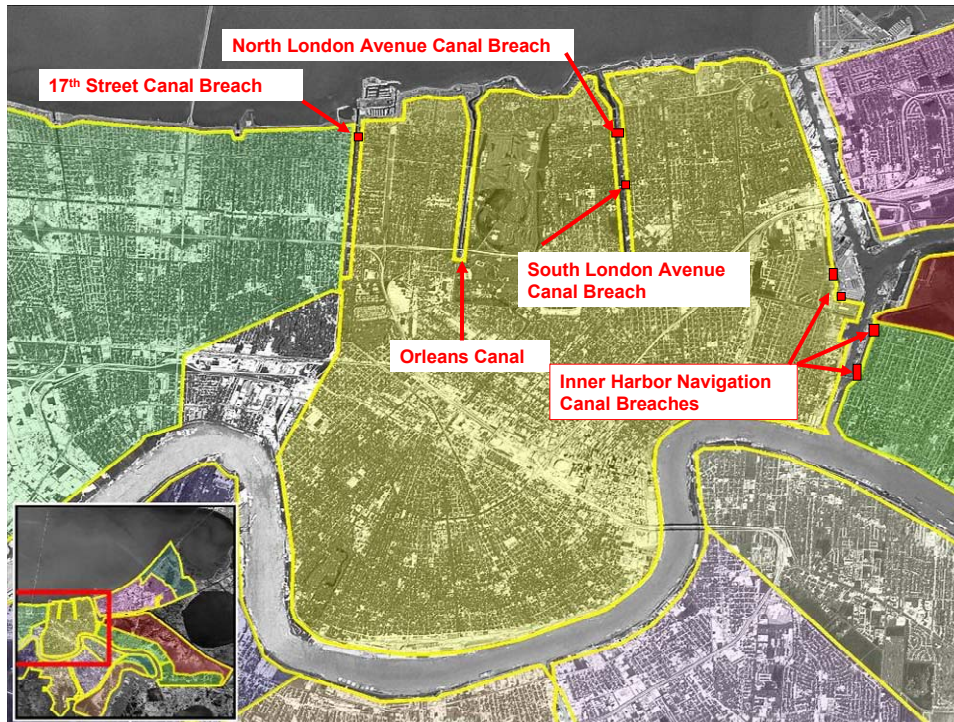 North London Avenue Canal Breach
17th Street Canal Breach
South London Avenue
Canal Breach
Orleans Canal
Inner Harbor Navigation
Canal Breaches